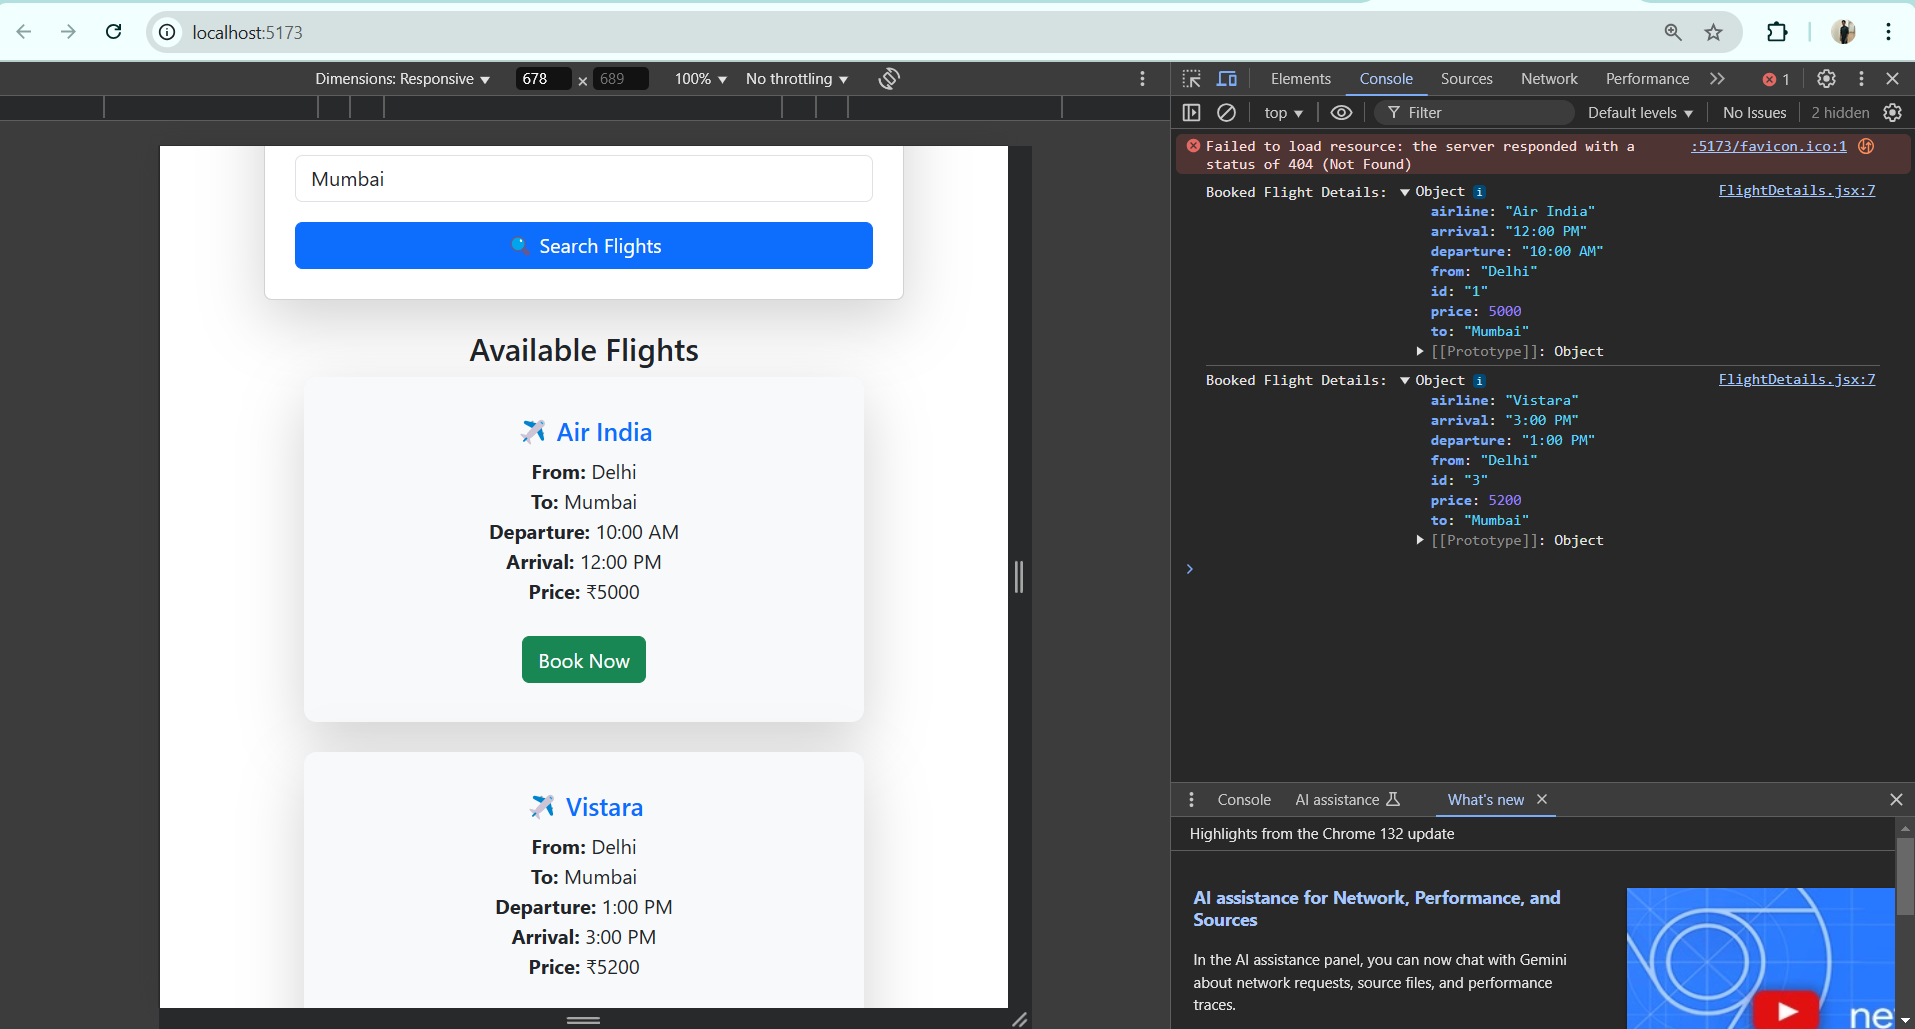 localhost:5173
Dimensions: Responsive ▼ 678 × 689 100% ▼ No throttling ▼
Elements Console Sources Network Performance 1
top ▼ Filter Default levels ▼ No Issues 2 hidden
Mumbai
Search Flights
Available Flights
Air India
From: Delhi
To: Mumbai
Departure: 10:00 AM
Arrival: 12:00 PM
Price: ₹5000
Book Now
Vistara
From: Delhi
To: Mumbai
Departure: 1:00 PM
Arrival: 3:00 PM
Price: ₹5200
Failed to load resource: the server responded with a :5173/favicon.ico:1
status of 404 (Not Found)
Booked Flight Details: ▼ Object i FlightDetails.jsx:7
airline: "Air India"
arrival: "12:00 PM"
departure: "10:00 AM"
from: "Delhi"
id: "1"
price: 5000
to: "Mumbai"
▶ [[Prototype]]: Object
Booked Flight Details: ▼ Object i FlightDetails.jsx:7
airline: "Vistara"
arrival: "3:00 PM"
departure: "1:00 PM"
from: "Delhi"
id: "3"
price: 5200
to: "Mumbai"
▶ [[Prototype]]: Object
Console AI assistance What's new
Highlights from the Chrome 132 update
AI assistance for Network, Performance, and
Sources
In the AI assistance panel, you can now chat with Gemini
about network requests, source files, and performance
traces.
ne